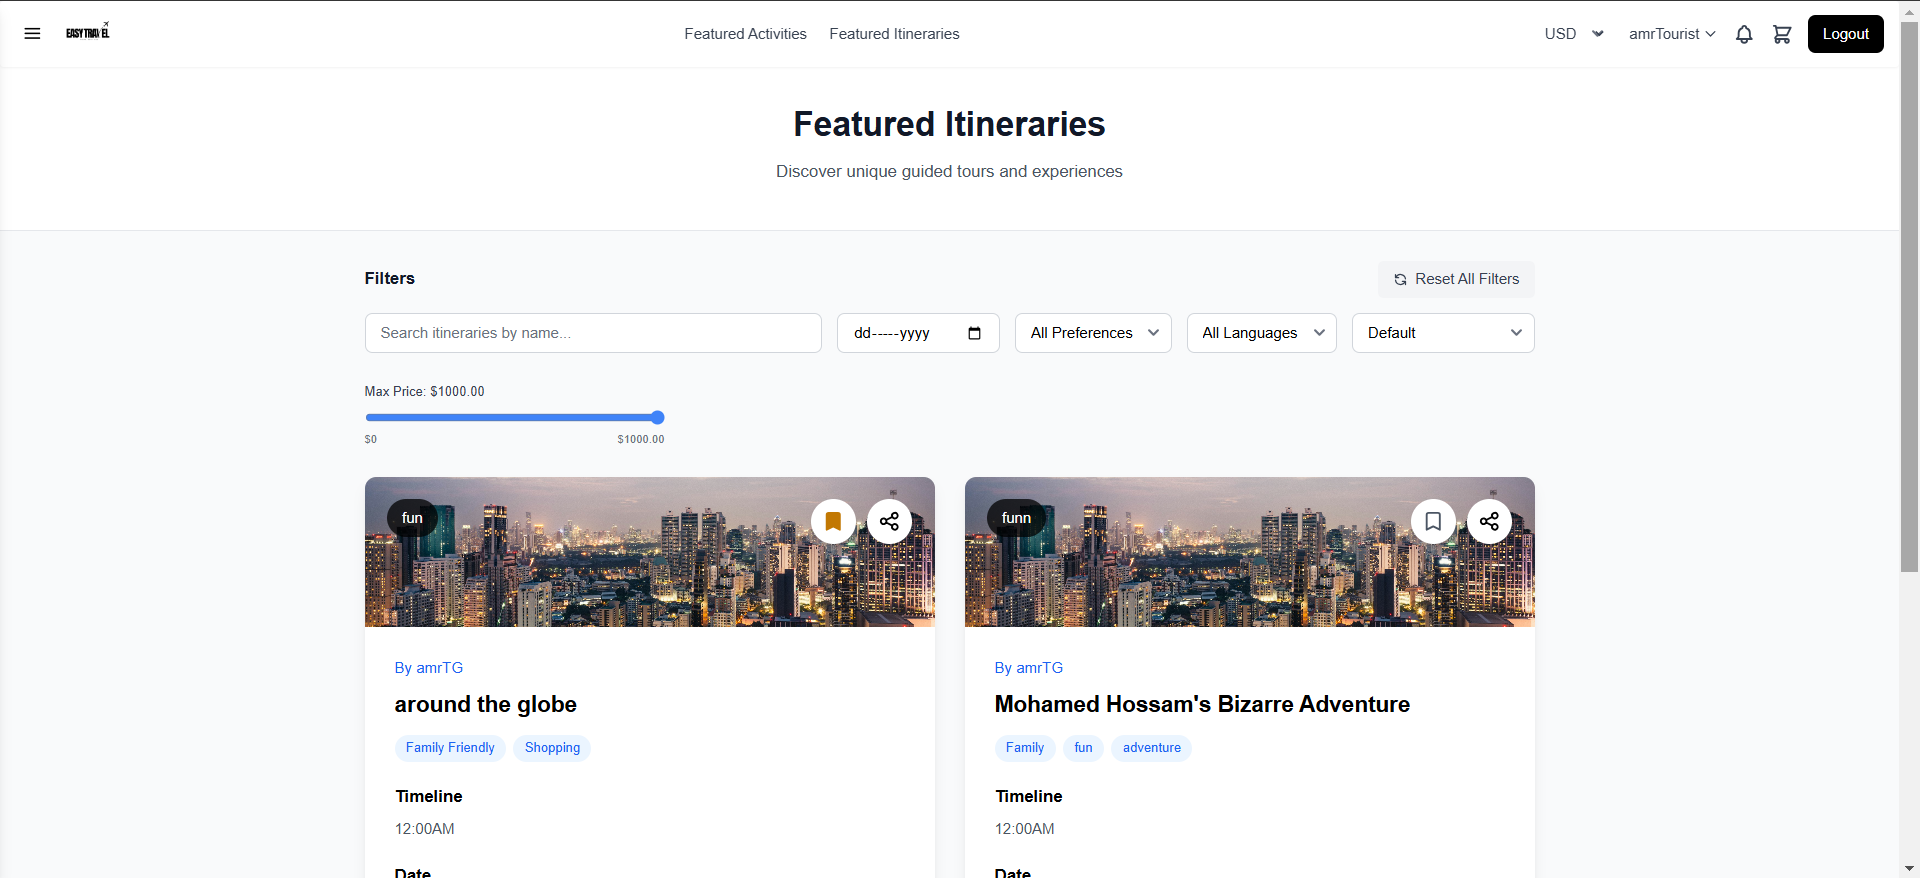 EASYTRAVEL
Featured Activities Featured Itineraries
USD amrTourist Logout
Featured Itineraries
Discover unique guided tours and experiences
Filters
Reset All Filters
Search itineraries by name...
dd-----yyyy
All Preferences
All Languages
Default
Max Price: $1000.00
$0 $1000.00
fun
By amrTG
around the globe
Family Friendly Shopping
Timeline
12:00AM
Date
funn
By amrTG
Mohamed Hossam's Bizarre Adventure
Family fun adventure
Timeline
12:00AM
Date